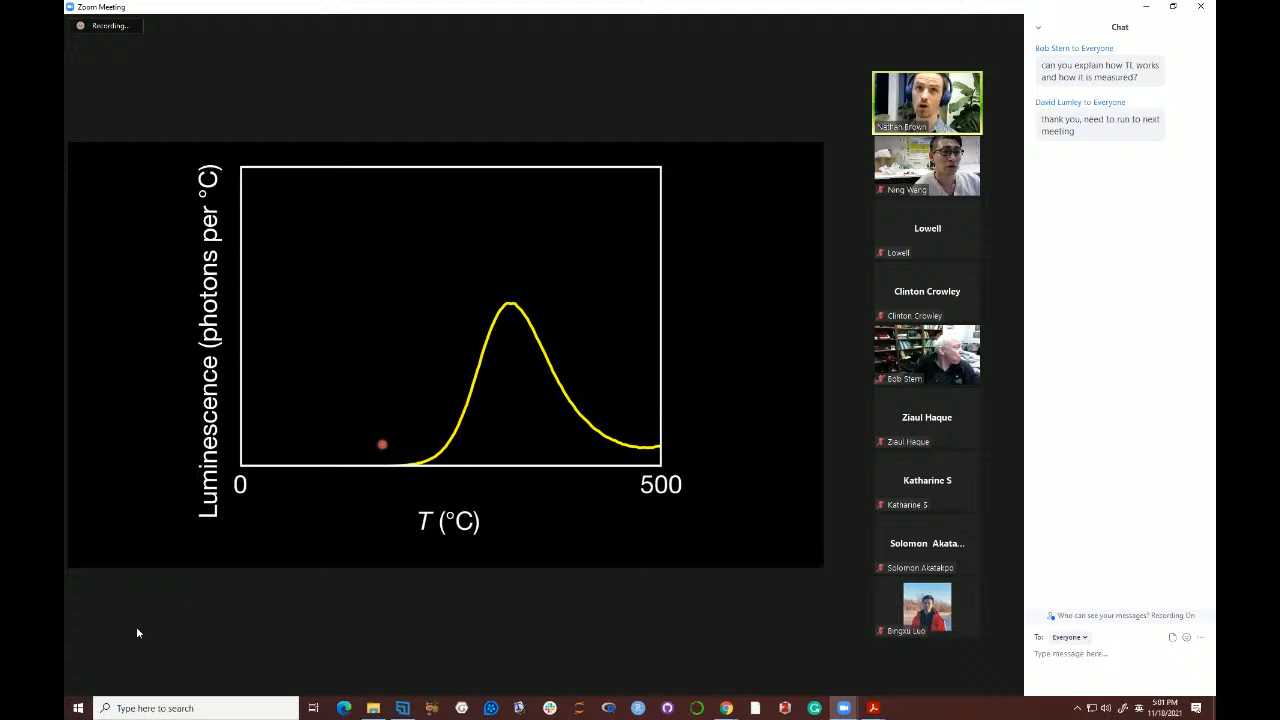 Zoom Meeting
Recording...
Luminescence (photons per °C)
0
500
T (°C)
Nathan Brown
Ning Wang
Lowell
Lowell
Clinton Crowley
Clinton Crowley
Bob Stern
Ziaul Haque
Ziaul Haque
Katharine S
Katharine S
Solomon Akata...
Solomon Akatakpo
Bingxu Luo
Chat
Bob Stern to Everyone
can you explain how TL works
and how it is measured?
David Lumley to Everyone
thank you, need to run to next
meeting
Who can see your messages? Recording On
To: Everyone
Type message here...
Type here to search
5:01 PM
11/18/2021